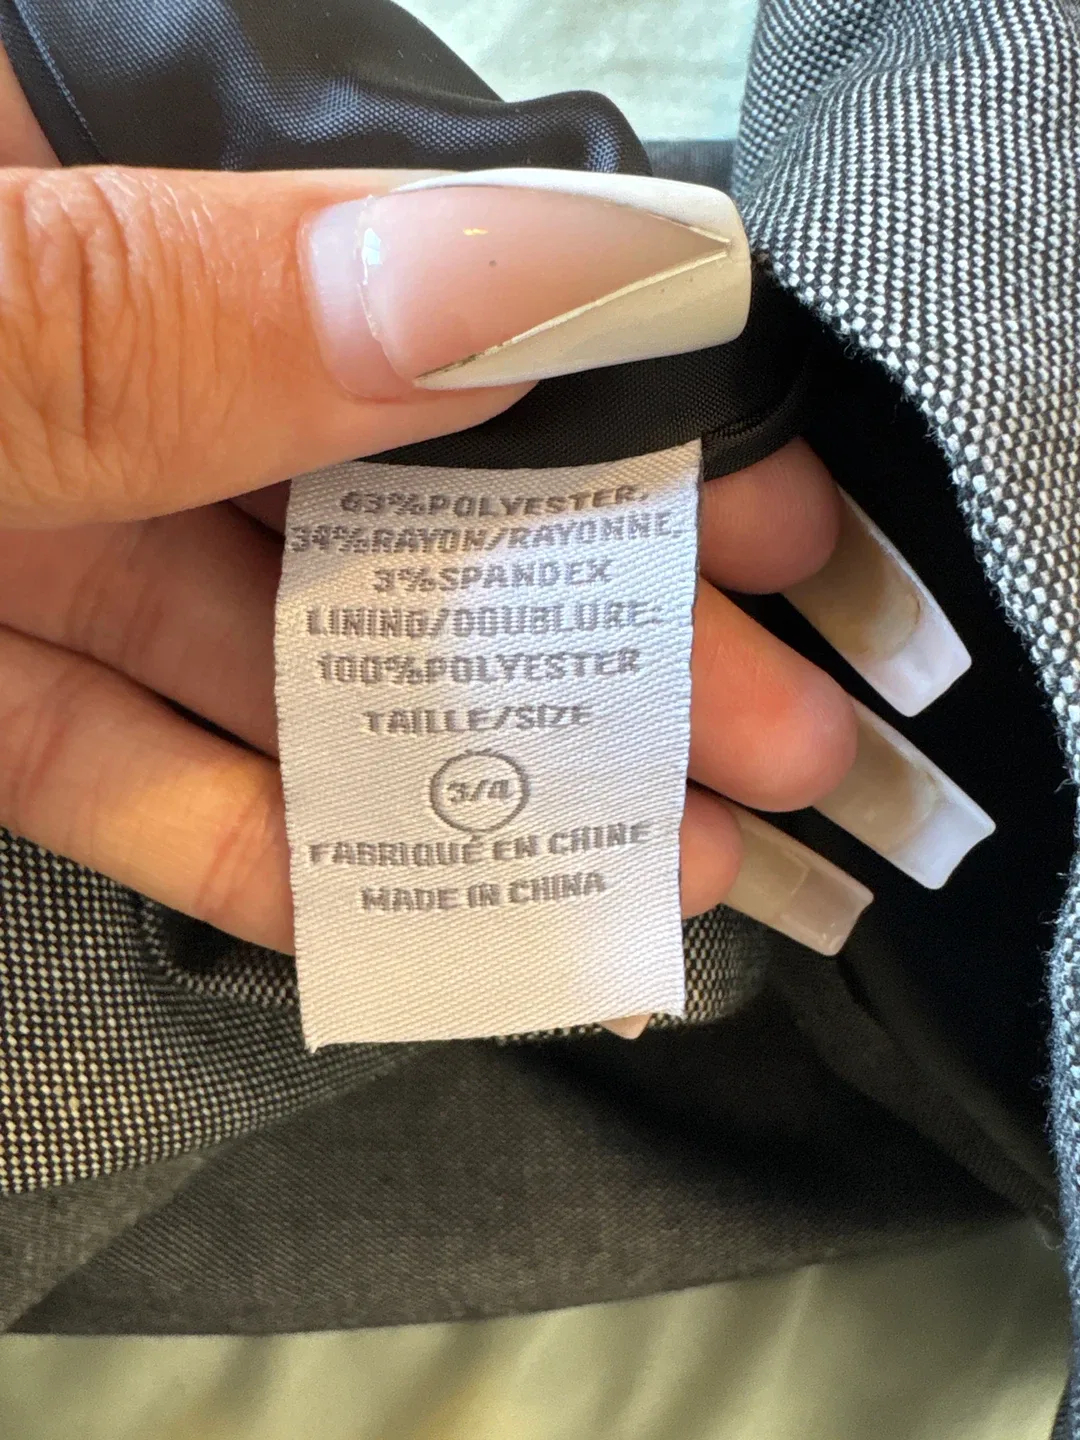 63%POLYESTER,
34%RAYON/RAYONNE,
3%SPANDEX
LINING/DOUBLURE:
100%POLYESTER
TAILLE/SIZE
3/4
FABRIQUÉ EN CHINE
MADE IN CHINA